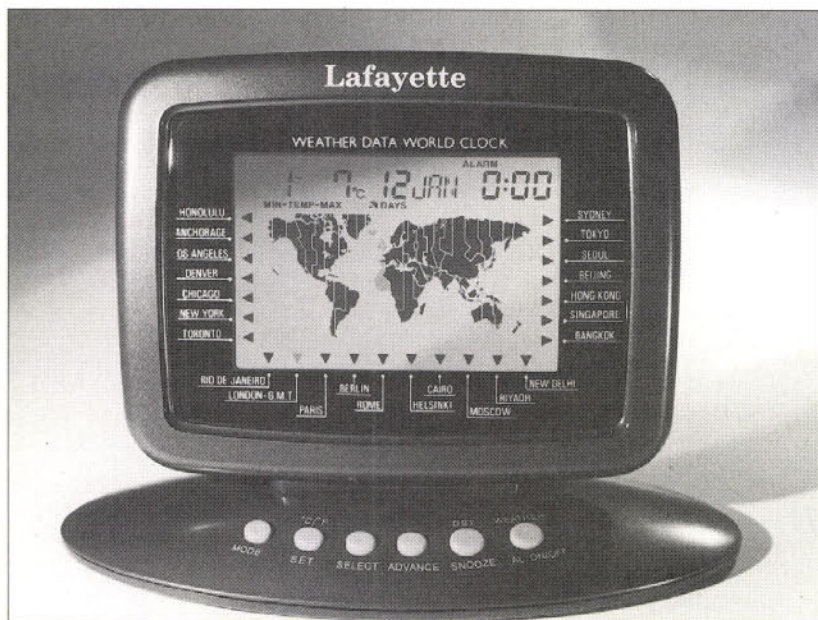 Lafayette
WEATHER DATA WORLD CLOCK
ALARM
7°C 12 JAN 0:00
MIN-TEMP-MAX DAYS
HONOLULU
ANCHORAGE
OS ANGELES
DENVER
CHICAGO
NEW YORK
TORONTO
SYDNEY
TOKYO
SEOUL
BEIJING
HONG KONG
SINGAPORE
BANGKOK
RIO DE JANEIRO
LONDON-G.M.T.
PARIS
BERLIN
ROME
CAIRO
HELSINKI
MOSCOW
RIYADH
NEW DELHI
°C/°F DST WEATHER
MODE SET SELECT ADVANCE SNOOZE AL-ON/OFF